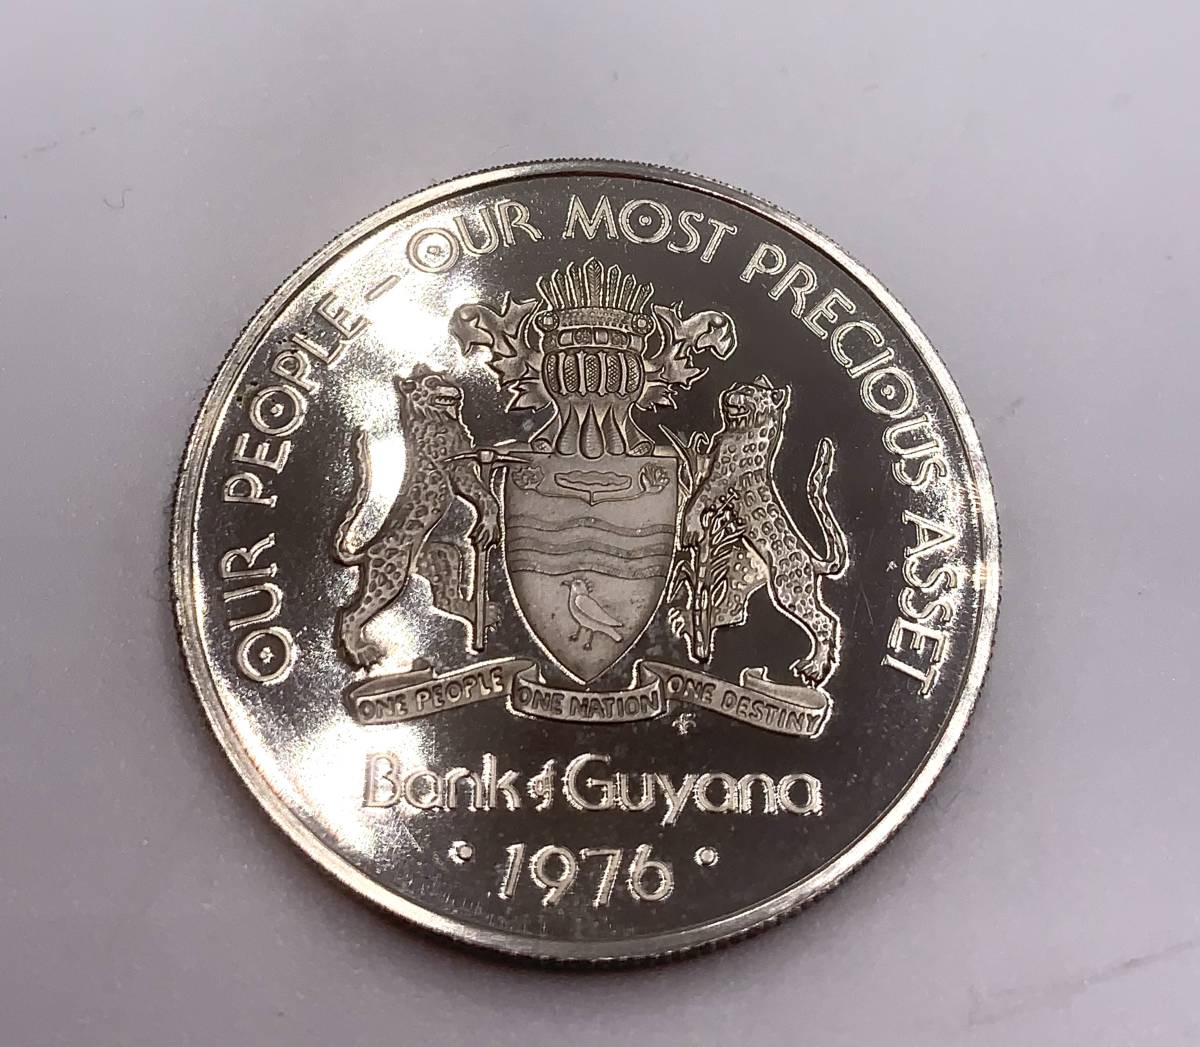 OUR PEOPLE – OUR MOST PRECIOUS ASSET
ONE PEOPLE ONE NATION ONE DESTINY
Bank of Guyana
• 1976 •